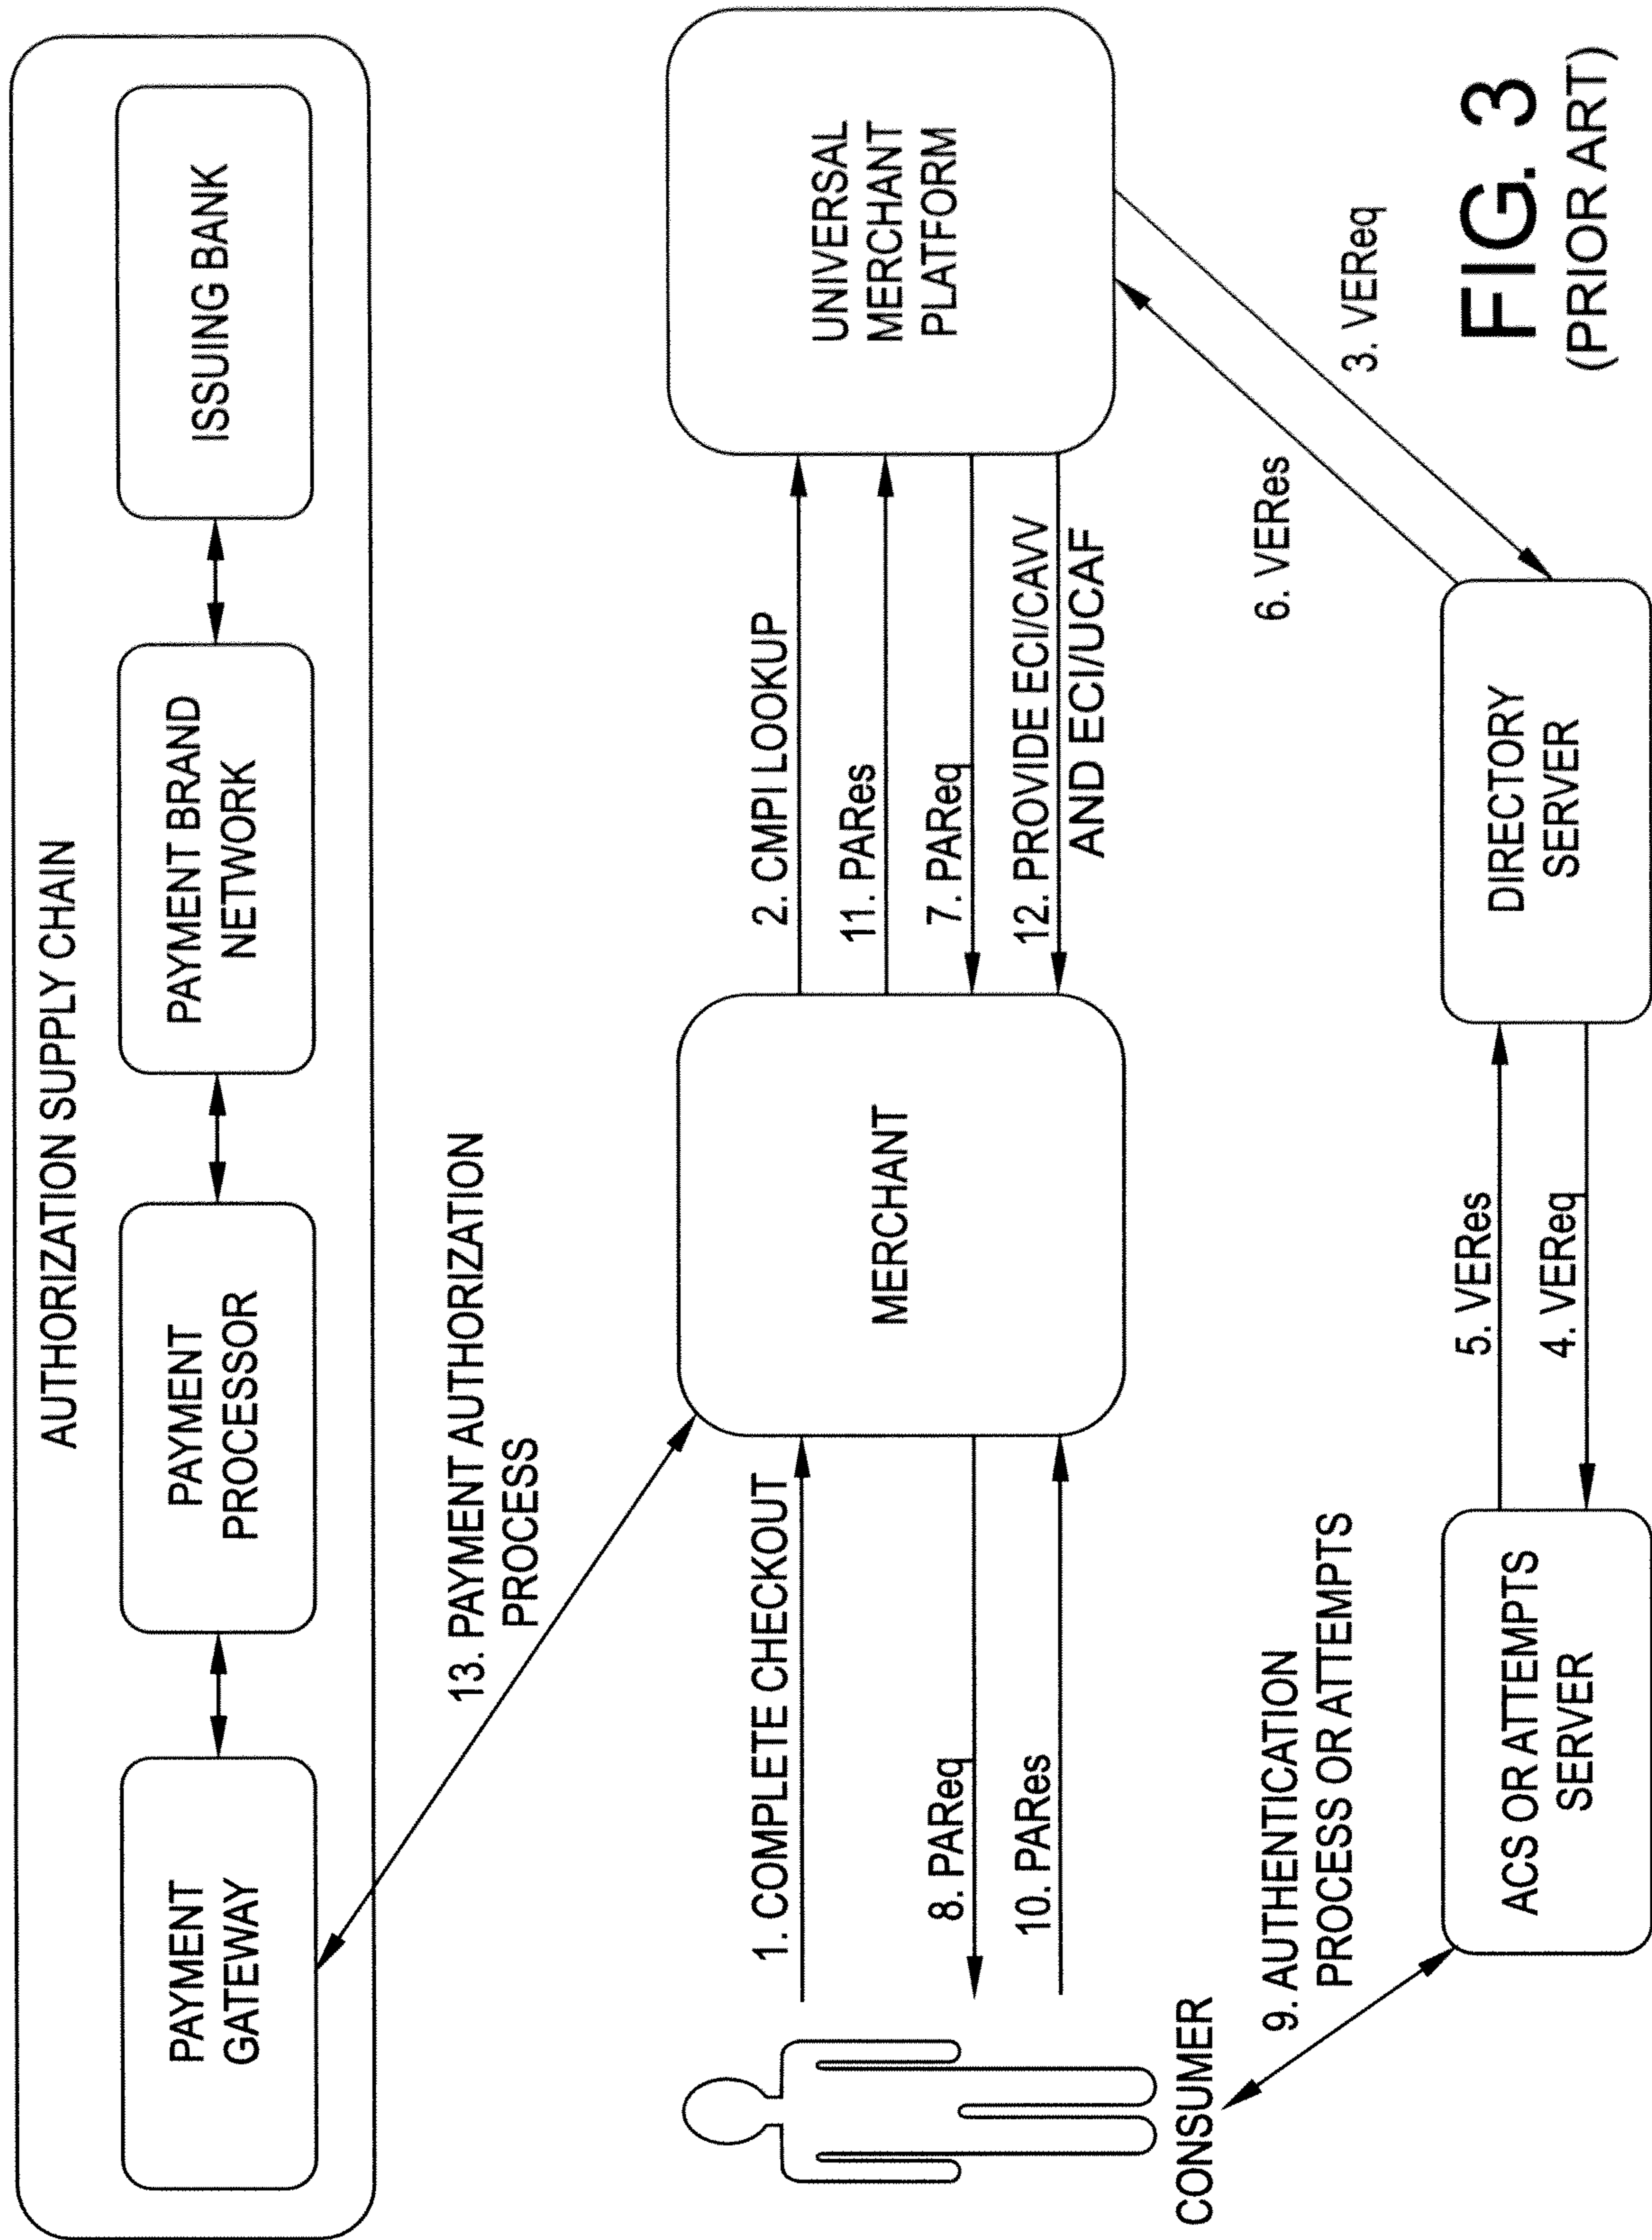 AUTHORIZATION SUPPLY CHAIN
PAYMENT
GATEWAY
PAYMENT
PROCESSOR
PAYMENT BRAND
NETWORK
ISSUING BANK
13. PAYMENT AUTHORIZATION
PROCESS
1. COMPLETE CHECKOUT
8. PAReq
10. PARes
MERCHANT
2. CMPI LOOKUP
11. PARes
7. PAReq
12. PROVIDE ECI/CAVV
AND ECI/UCAF
UNIVERSAL
MERCHANT
PLATFORM
CONSUMER
9. AUTHENTICATION
PROCESS OR ATTEMPTS
6. VERes
3. VEReq
ACS OR ATTEMPTS
SERVER
5. VERes
4. VEReq
DIRECTORY
SERVER
FIG. 3
(PRIOR ART)